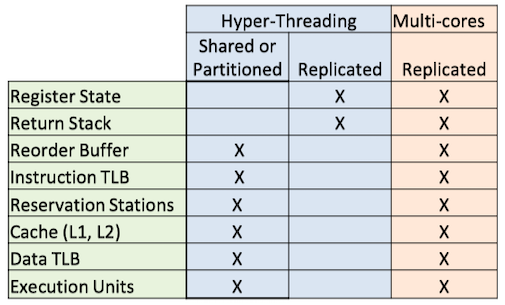 Hyper-Threading Multi-cores
Shared or
Partitioned Replicated Replicated
Register State X X
Return Stack X X
Reorder Buffer X X
Instruction TLB X X
Reservation Stations X X
Cache (L1, L2) X X
Data TLB X X
Execution Units X X